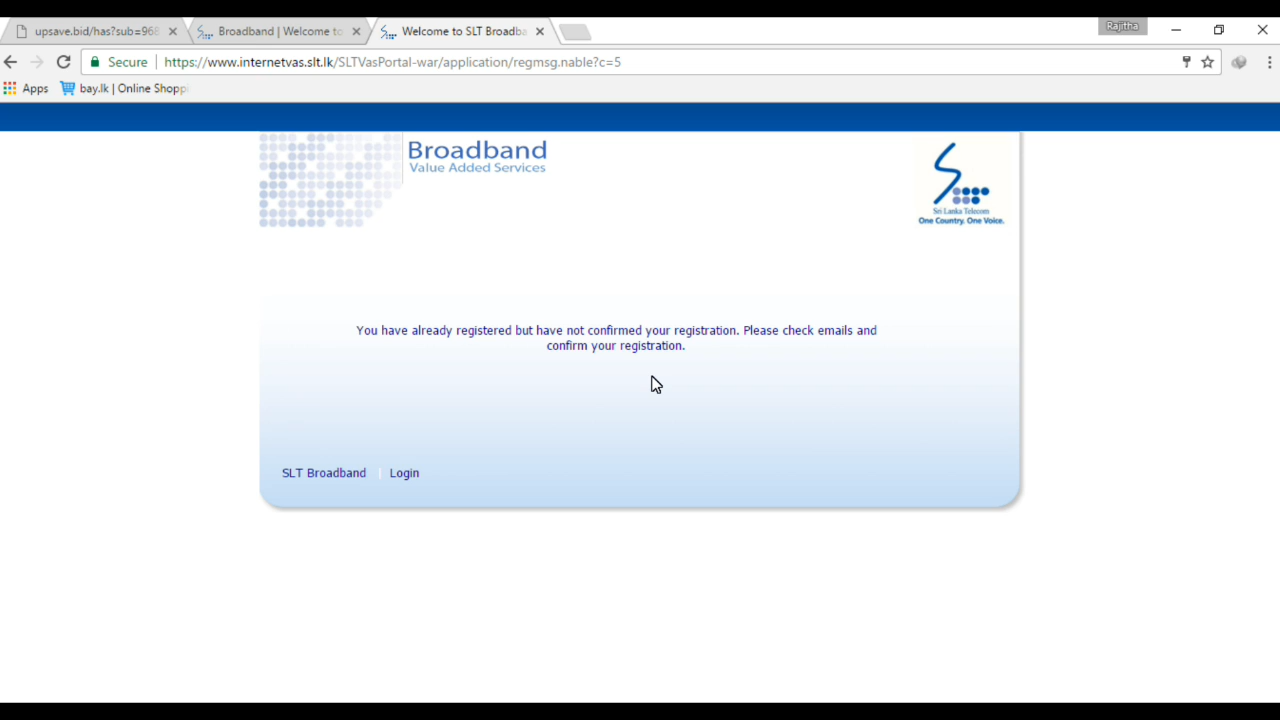 upsave.bid/has?sub=968
Broadband | Welcome to
Welcome to SLT Broadba
Rajitha
Secure
https://www.internetvas.slt.lk/SLTVasPortal-war/application/regmsg.nable?c=5
Apps
bay.lk | Online Shoppi
Broadband
Value Added Services
Sri Lanka Telecom
One Country. One Voice.
You have already registered but have not confirmed your registration. Please check emails and
confirm your registration.
SLT Broadband | Login